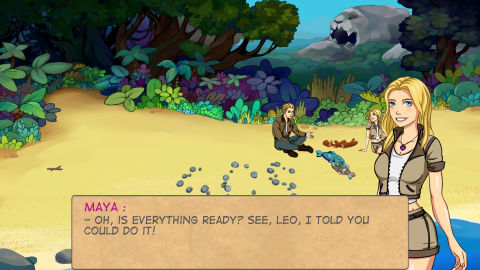 MAYA :
- OH, IS EVERYTHING READY? SEE, LEO, I TOLD YOU
COULD DO IT!